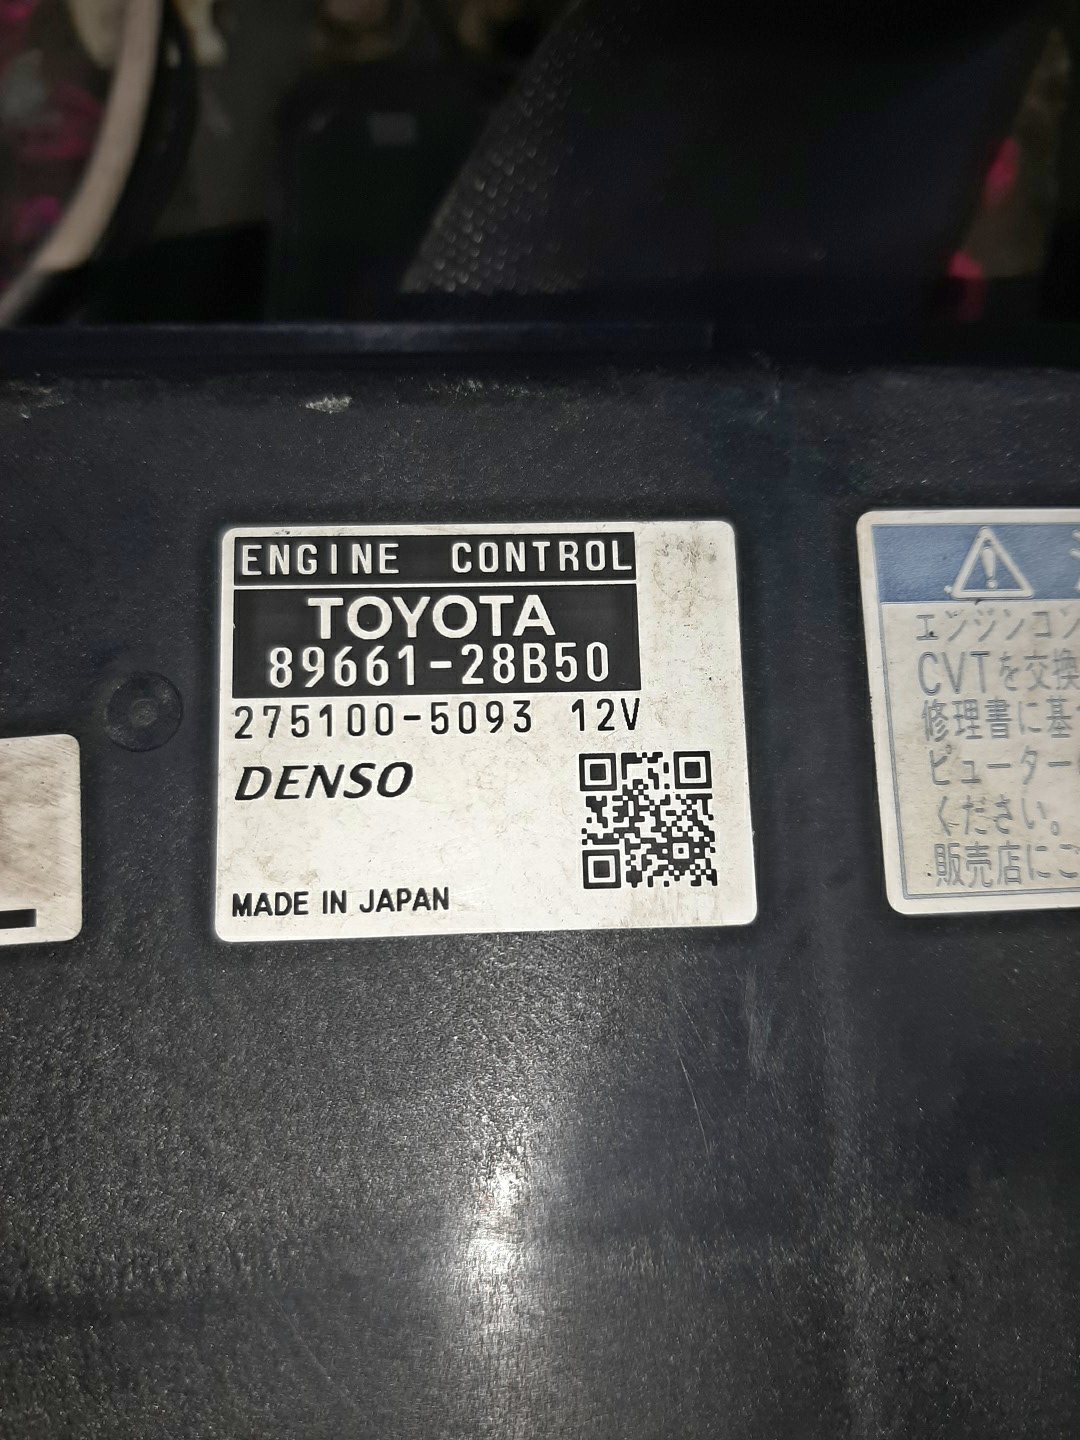 ENGINE CONTROL
TOYOTA
89661-28B50
275100-5093 12V
DENSO
MADE IN JAPAN
エンジンコン
CVTを交換
修理書に基
ピューター
ください。
販売店にご